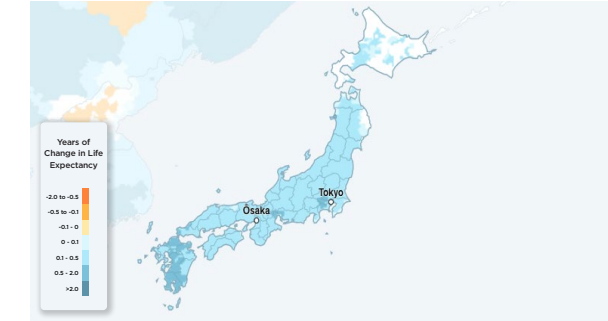 Years of
Change in Life
Expectancy
-2.0 to -0.5
-0.5 to -0.1
-0.1 - 0
0 - 0.1
0.1 - 0.5
0.5 - 2.0
>2.0
Tokyo
Ōsaka